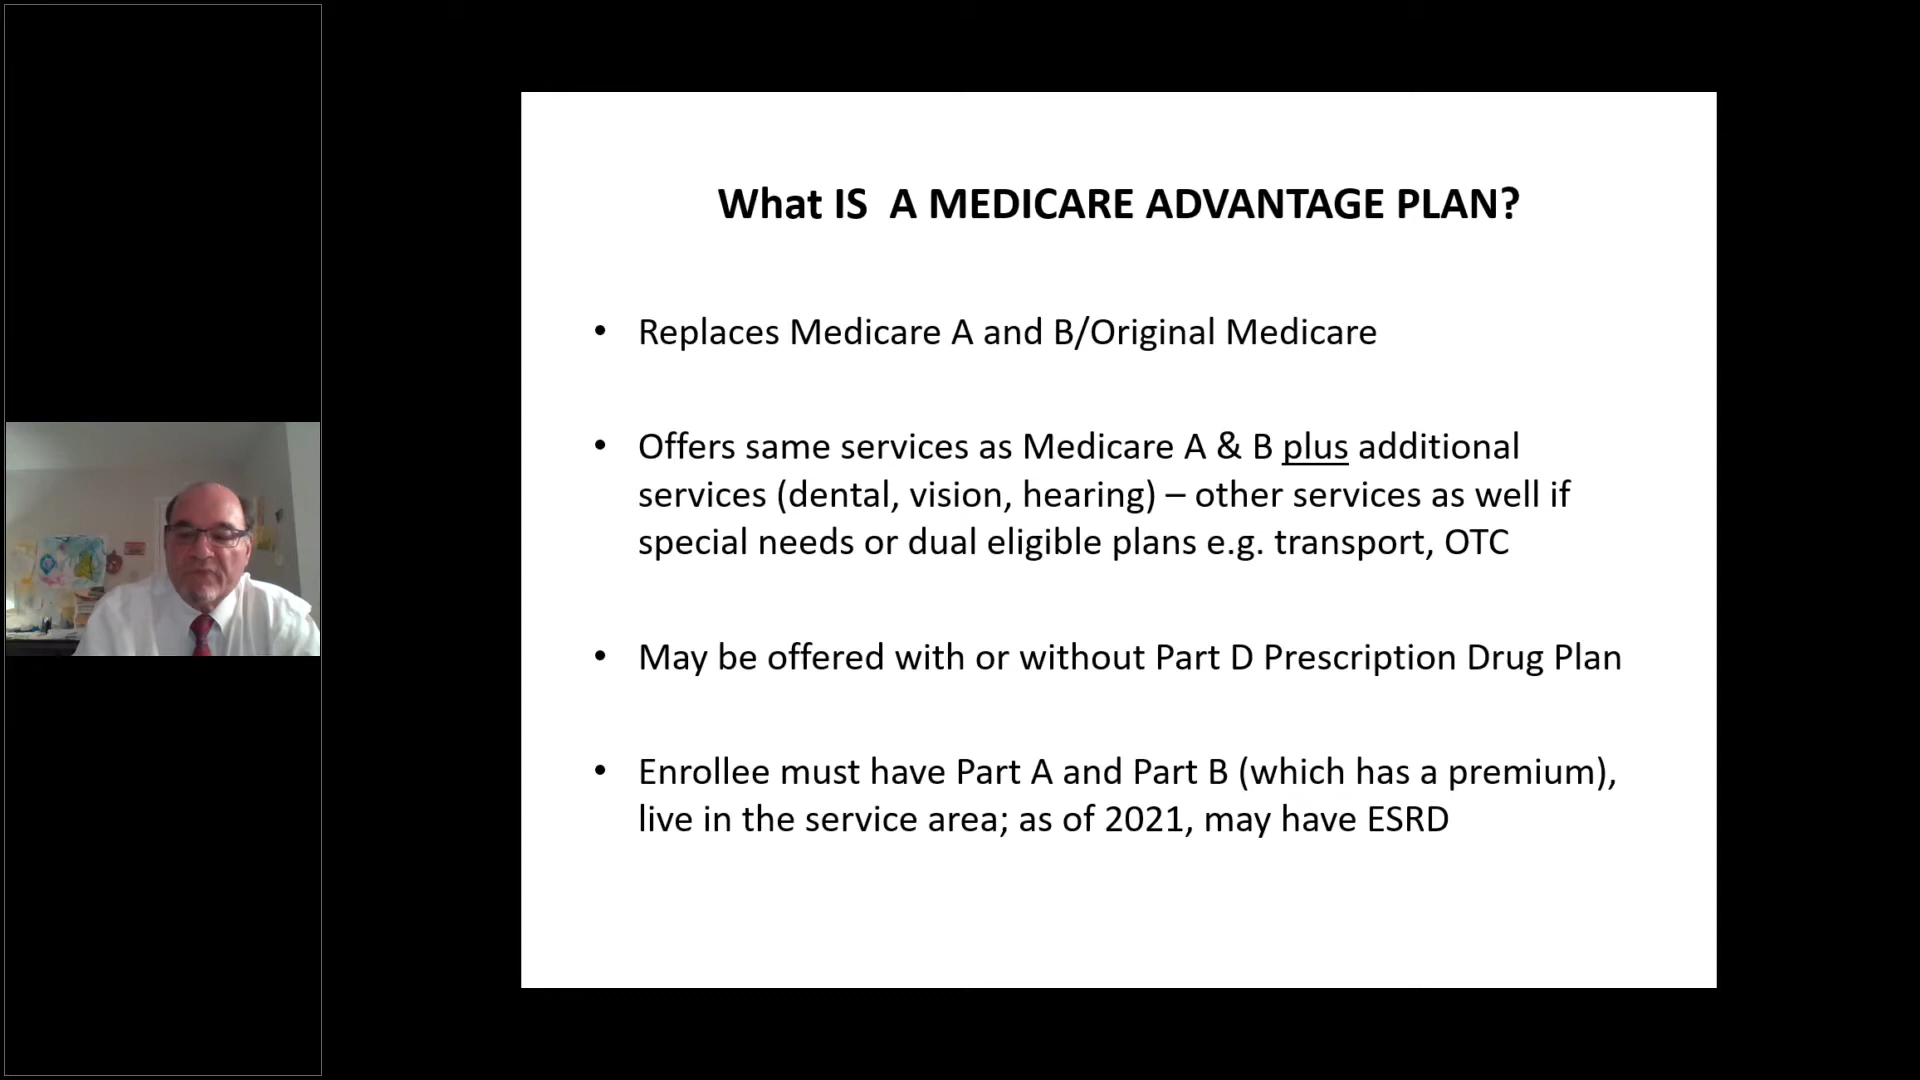 What IS  A MEDICARE ADVANTAGE PLAN?
• Replaces Medicare A and B/Original Medicare
• Offers same services as Medicare A & B plus additional
services (dental, vision, hearing) – other services as well if
special needs or dual eligible plans e.g. transport, OTC
• May be offered with or without Part D Prescription Drug Plan
• Enrollee must have Part A and Part B (which has a premium),
live in the service area; as of 2021, may have ESRD